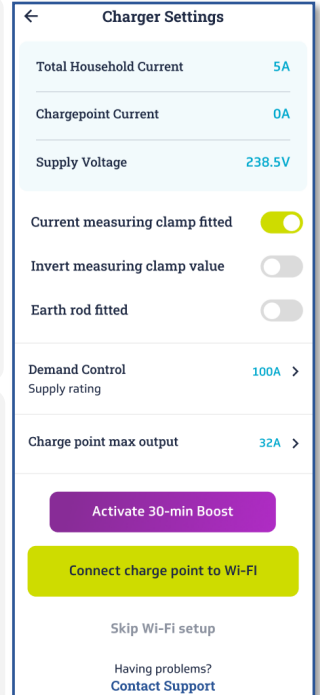 Charger Settings
Total Household Current 5A
Chargepoint Current 0A
Supply Voltage 238.5V
Current measuring clamp fitted
Invert measuring clamp value
Earth rod fitted
Demand Control 100A
Supply rating
Charge point max output 32A
Activate 30-min Boost
Connect charge point to Wi-FI
Skip Wi-Fi setup
Having problems?
Contact Support